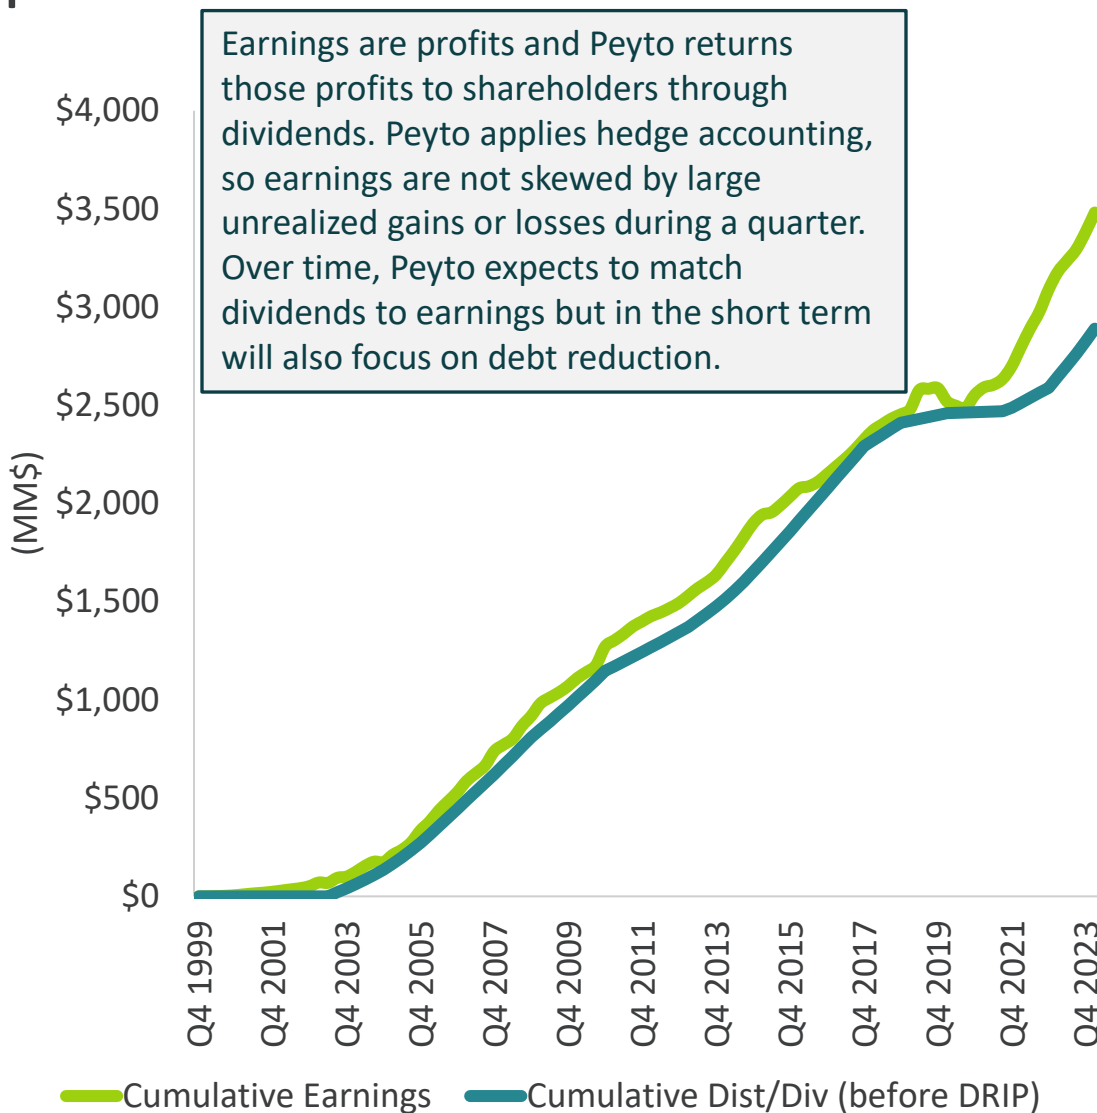 Earnings are profits and Peyto returns
those profits to shareholders through
dividends. Peyto applies hedge accounting,
so earnings are not skewed by large
unrealized gains or losses during a quarter.
Over time, Peyto expects to match
dividends to earnings but in the short term
will also focus on debt reduction.
$4,000
$3,500
$3,000
$2,500
$2,000
$1,500
$1,000
$500
$0
(MM$)
Q4 1999
Q4 2001
Q4 2003
Q4 2005
Q4 2007
Q4 2009
Q4 2011
Q4 2013
Q4 2015
Q4 2017
Q4 2019
Q4 2021
Q4 2023
Cumulative Earnings
Cumulative Dist/Div (before DRIP)